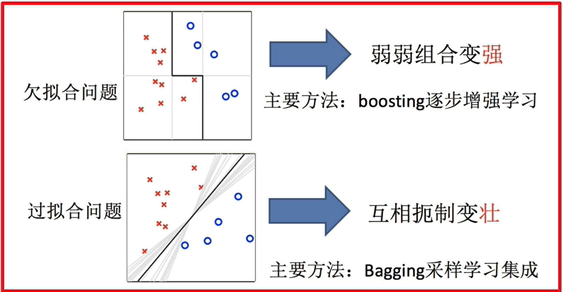 弱弱组合变强
欠拟合问题
主要方法：boosting逐步增强学习
过拟合问题
互相扼制变壮
主要方法：Bagging采样学习集成